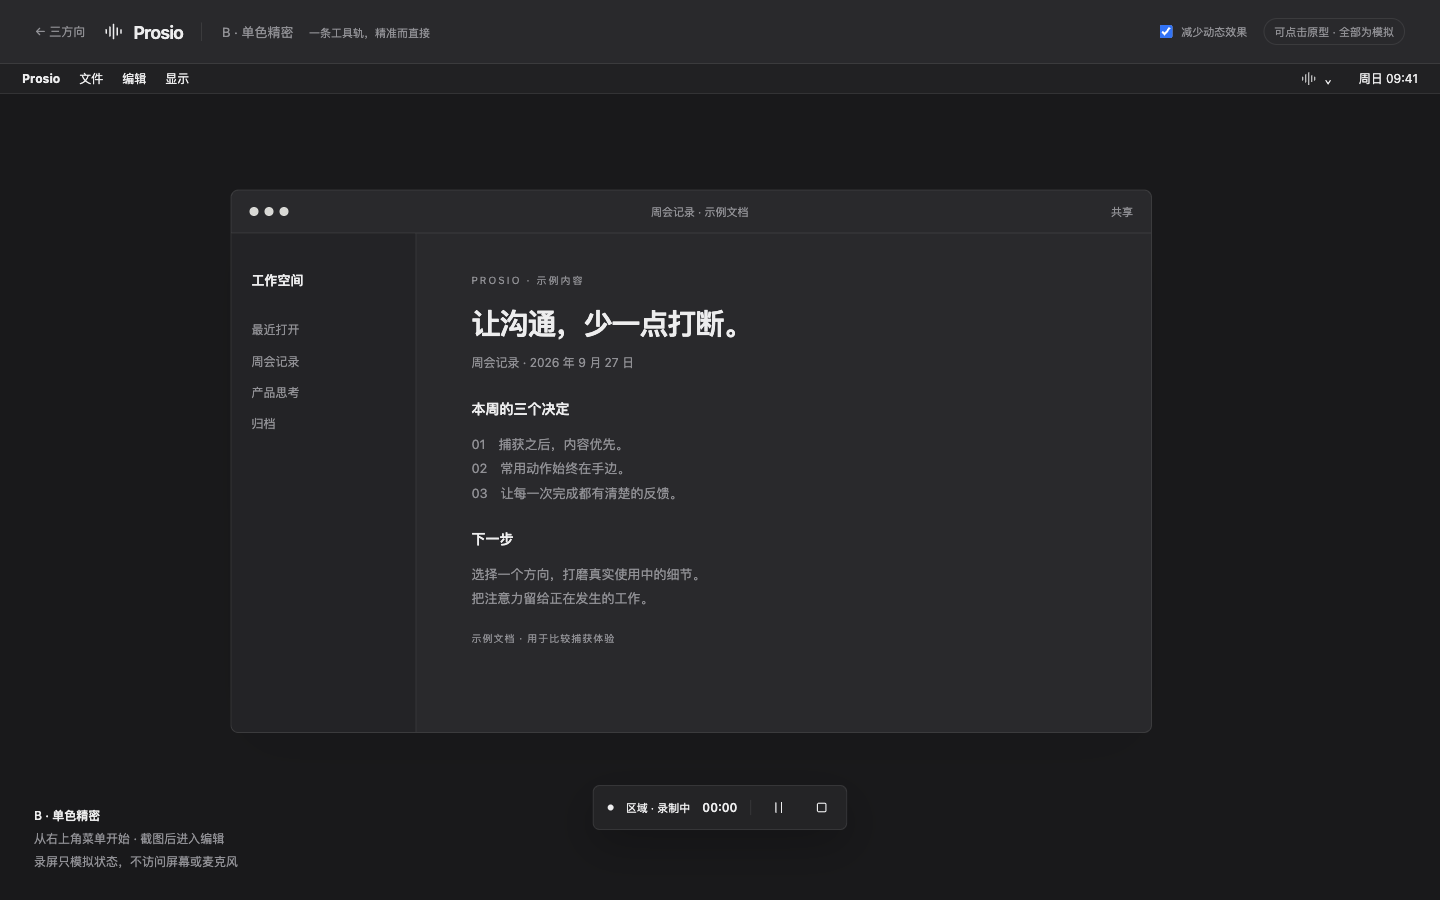 ← 三方向 Prosio B · 单色精密 一条工具轨，精准而直接 减少动态效果 可点击原型 · 全部为模拟
Prosio 文件 编辑 显示 周日 09:41
周会记录 · 示例文档 共享
工作空间
最近打开
周会记录
产品思考
归档
PROSIO · 示例内容
让沟通，少一点打断。
周会记录 · 2026 年 9 月 27 日
本周的三个决定
01 捕获之后，内容优先。
02 常用动作始终在手边。
03 让每一次完成都有清楚的反馈。
下一步
选择一个方向，打磨真实使用中的细节。
把注意力留给正在发生的工作。
示例文档 · 用于比较捕获体验
区域 · 录制中 00:00
B · 单色精密
从右上角菜单开始 · 截图后进入编辑
录屏只模拟状态，不访问屏幕或麦克风